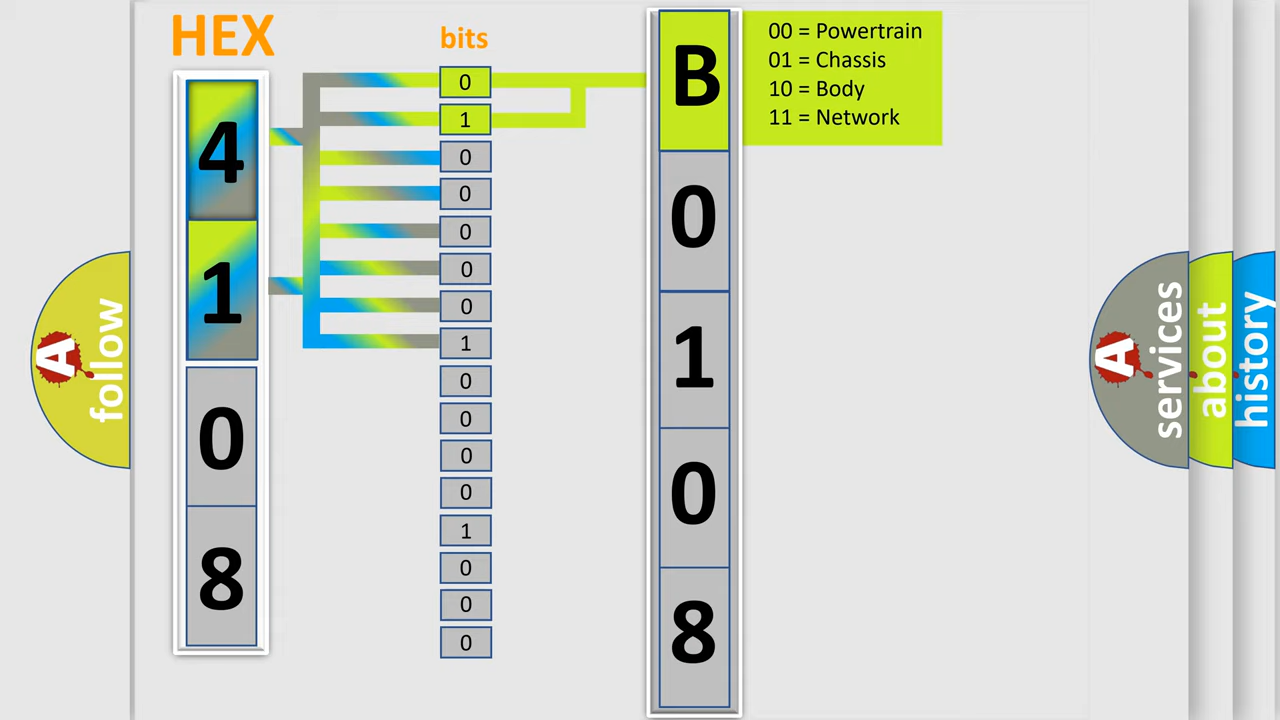 HEX
4
1
0
8
bits
0
1
0
0
0
0
0
1
0
0
0
0
1
0
0
0
B
0
1
0
8
00 = Powertrain
01 = Chassis
10 = Body
11 = Network
A
follow
A
services
about
history